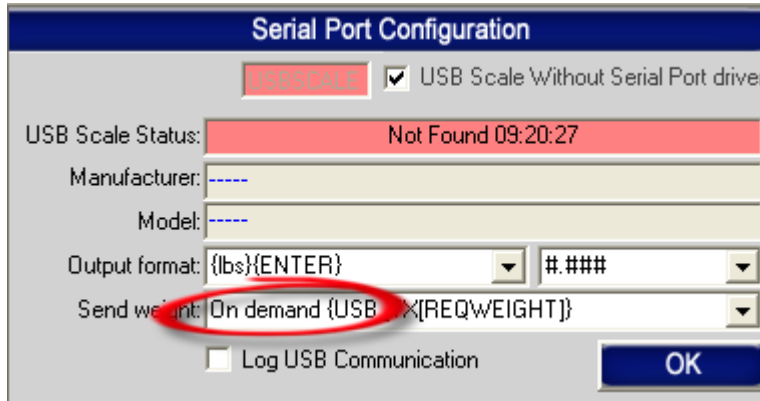 Serial Port Configuration
USBSCALE USB Scale Without Serial Port drive
USB Scale Status: Not Found 09:20:27
Manufacturer: -----
Model: -----
Output format: {lbs}{ENTER} #.###
Send weight: On demand {USB X[REQWEIGHT]}
Log USB Communication
OK